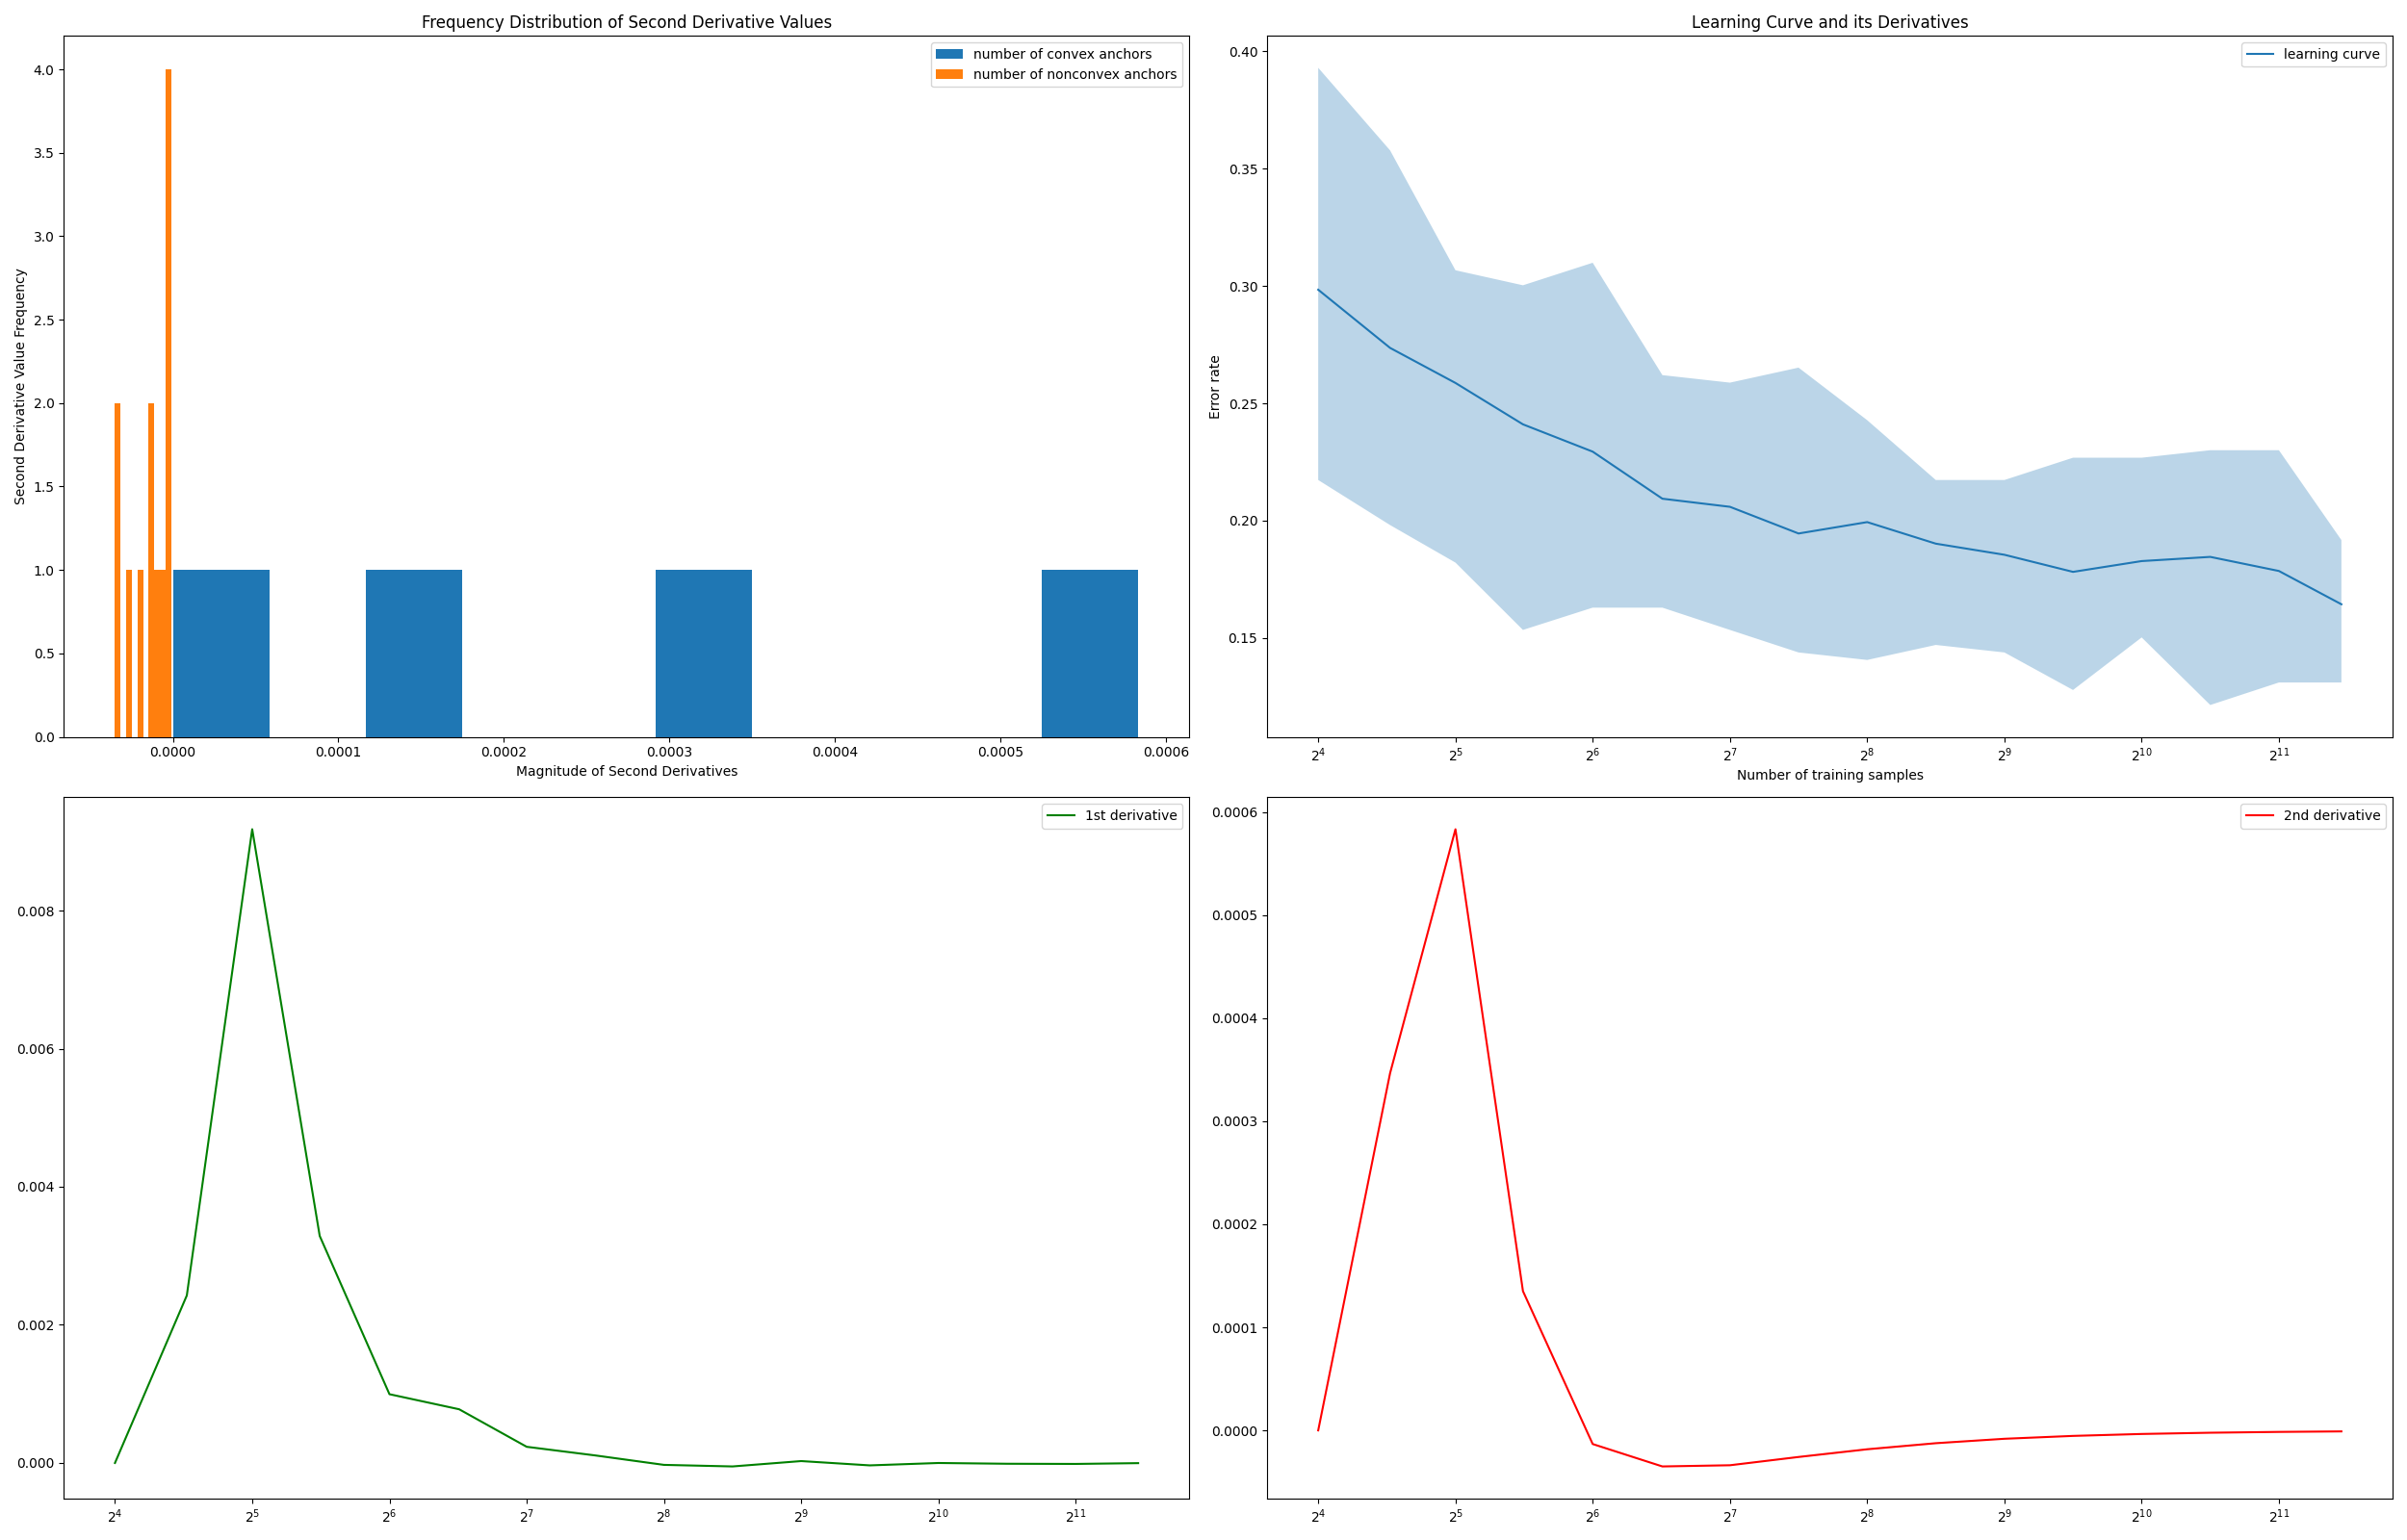 Frequency Distribution of Second Derivative Values
number of convex anchors
number of nonconvex anchors
4.0
3.5
3.0
2.5
2.0
1.5
1.0
0.5
0.0
Second Derivative Value Frequency
0.0000 0.0001 0.0002 0.0003 0.0004 0.0005 0.0006
Magnitude of Second Derivatives
Learning Curve and its Derivatives
learning curve
0.40
0.35
0.30
0.25
0.20
0.15
Error rate
2^4 2^5 2^6 2^7 2^8 2^9 2^10 2^11
Number of training samples
1st derivative
0.008
0.006
0.004
0.002
0.000
2^4 2^5 2^6 2^7 2^8 2^9 2^10 2^11
2nd derivative
0.0006
0.0005
0.0004
0.0003
0.0002
0.0001
0.0000
2^4 2^5 2^6 2^7 2^8 2^9 2^10 2^11